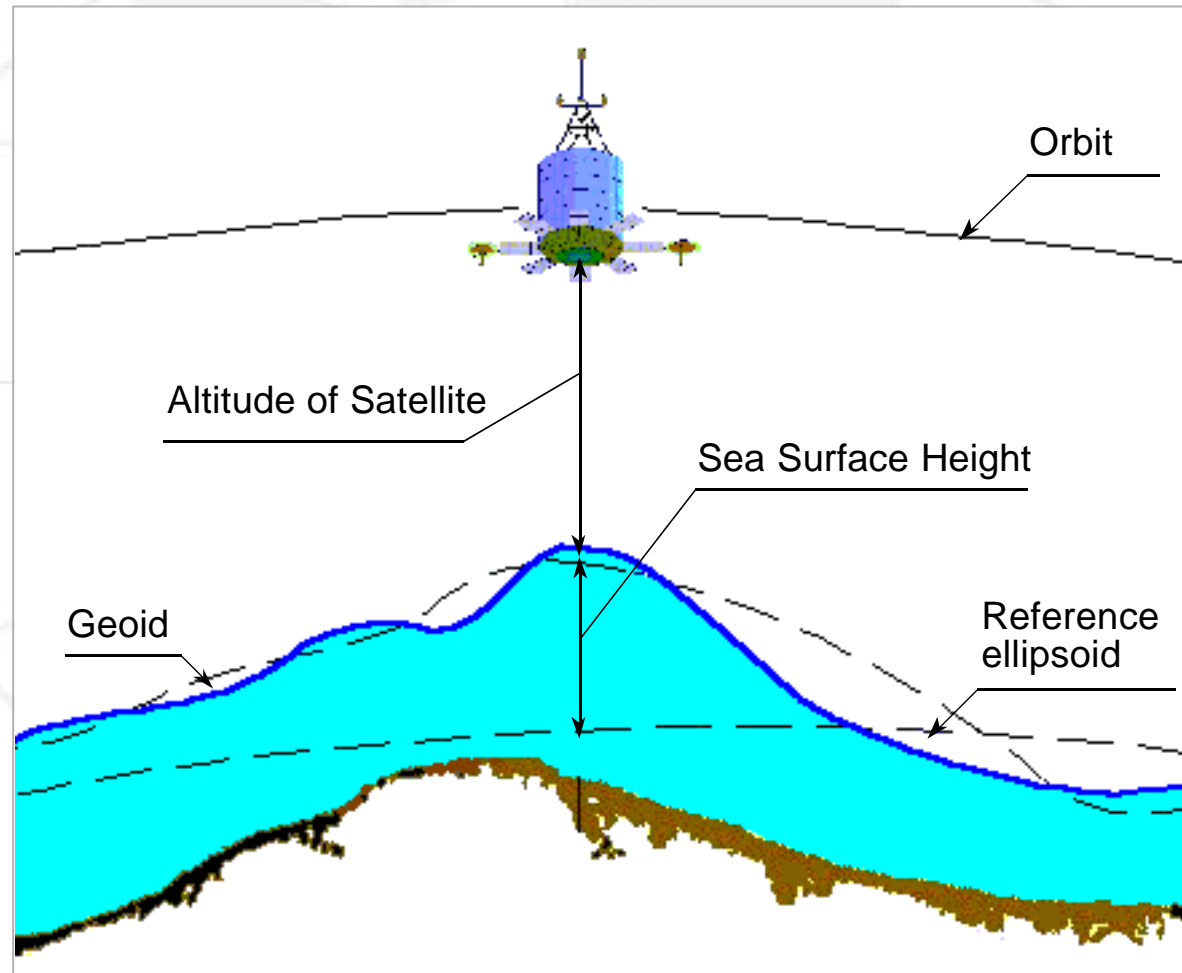 Orbit
Altitude of Satellite
Sea Surface Height
Geoid
Reference
ellipsoid